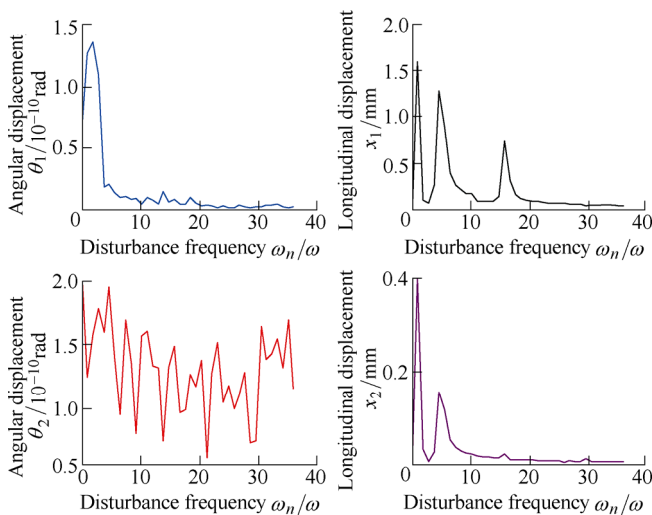 Angular displacement
θ₁/10⁻¹⁰rad
1.5
1.0
0.5
0
10
20
30
40
Disturbance frequency ωₙ/ω
Longitudinal displacement
x₁/mm
2.0
1.5
1.0
0.5
0
10
20
30
40
Disturbance frequency ωₙ/ω
Angular displacement
θ₂/10⁻¹⁰rad
2.0
1.5
1.0
0.5
0
10
20
30
40
Disturbance frequency ωₙ/ω
Longitudinal displacement
x₂/mm
0.4
0.2
0
0
10
20
30
40
Disturbance frequency ωₙ/ω